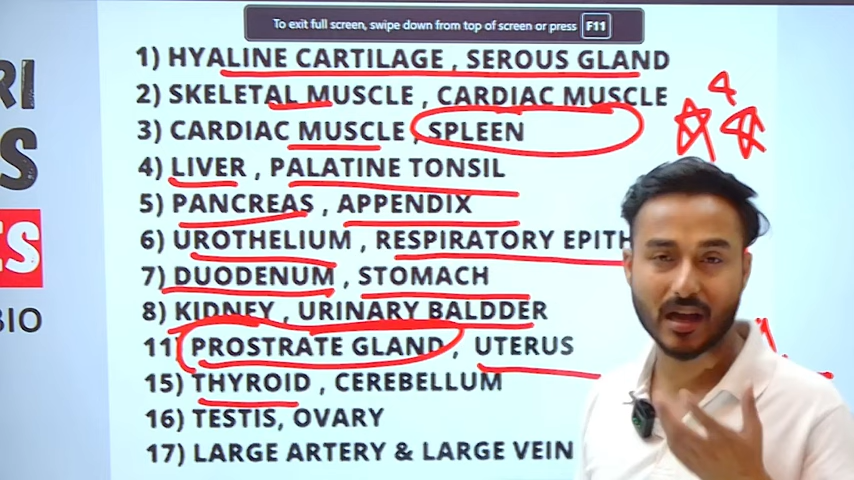 To exit full screen, swipe down from top of screen or press F11
RI
S
ES
BIO
1) HYALINE CARTILAGE , SEROUS GLAND
2) SKELETAL MUSCLE , CARDIAC MUSCLE
3) CARDIAC MUSCLE , SPLEEN
4) LIVER , PALATINE TONSIL
5) PANCREAS , APPENDIX
6) UROTHELIUM , RESPIRATORY EPITH
7) DUODENUM , STOMACH
8) KIDNEY , URINARY BALDDER
11) PROSTRATE GLAND , UTERUS
15) THYROID , CEREBELLUM
16) TESTIS, OVARY
17) LARGE ARTERY & LARGE VEIN
4